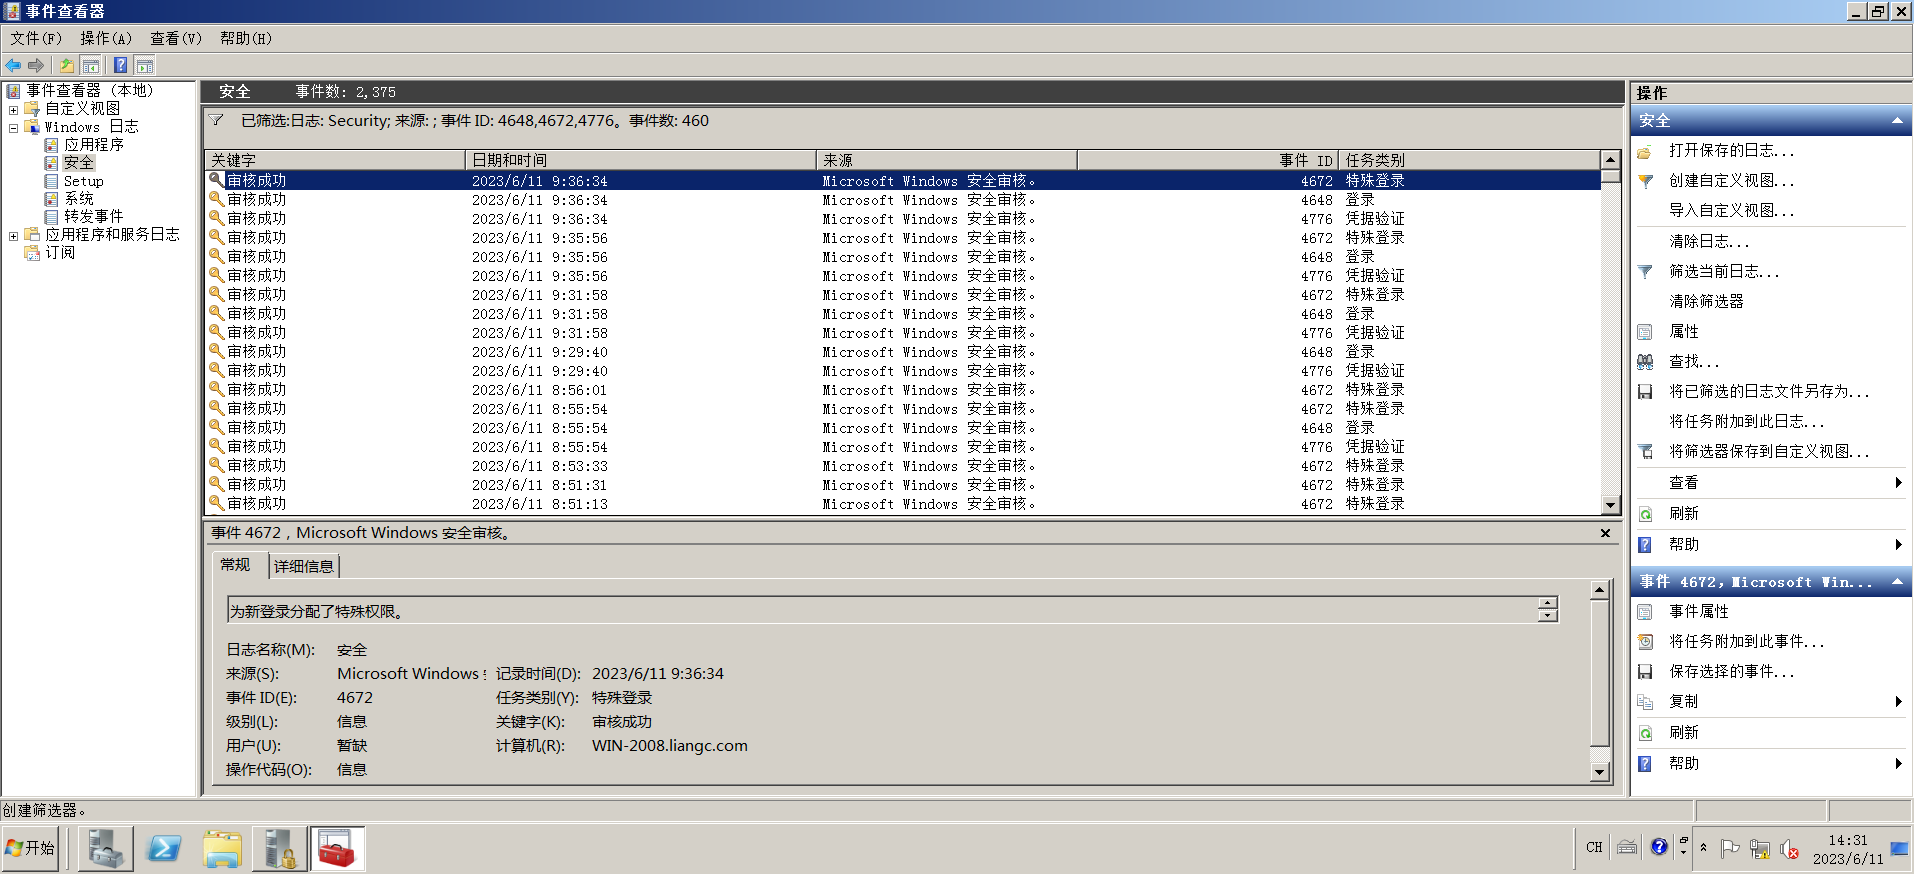 事件查看器
文件(F) 操作(A) 查看(V) 帮助(H)
事件查看器 (本地)
自定义视图
Windows 日志
应用程序
安全
Setup
系统
转发事件
应用程序和服务日志
订阅
安全 事件数: 2,375
已筛选:日志: Security; 来源: ; 事件 ID: 4648,4672,4776。事件数: 460
关键字 日期和时间 来源 事件 ID 任务类别
审核成功 2023/6/11 9:36:34 Microsoft Windows 安全审核。 4672 特殊登录
审核成功 2023/6/11 9:36:34 Microsoft Windows 安全审核。 4648 登录
审核成功 2023/6/11 9:36:34 Microsoft Windows 安全审核。 4776 凭据验证
审核成功 2023/6/11 9:35:56 Microsoft Windows 安全审核。 4672 特殊登录
审核成功 2023/6/11 9:35:56 Microsoft Windows 安全审核。 4648 登录
审核成功 2023/6/11 9:35:56 Microsoft Windows 安全审核。 4776 凭据验证
审核成功 2023/6/11 9:31:58 Microsoft Windows 安全审核。 4672 特殊登录
审核成功 2023/6/11 9:31:58 Microsoft Windows 安全审核。 4648 登录
审核成功 2023/6/11 9:31:58 Microsoft Windows 安全审核。 4776 凭据验证
审核成功 2023/6/11 9:29:40 Microsoft Windows 安全审核。 4648 登录
审核成功 2023/6/11 9:29:40 Microsoft Windows 安全审核。 4776 凭据验证
审核成功 2023/6/11 8:56:01 Microsoft Windows 安全审核。 4672 特殊登录
审核成功 2023/6/11 8:55:54 Microsoft Windows 安全审核。 4672 特殊登录
审核成功 2023/6/11 8:55:54 Microsoft Windows 安全审核。 4648 登录
审核成功 2023/6/11 8:55:54 Microsoft Windows 安全审核。 4776 凭据验证
审核成功 2023/6/11 8:53:33 Microsoft Windows 安全审核。 4672 特殊登录
审核成功 2023/6/11 8:51:31 Microsoft Windows 安全审核。 4672 特殊登录
审核成功 2023/6/11 8:51:13 Microsoft Windows 安全审核。 4672 特殊登录
事件 4672，Microsoft Windows 安全审核。
常规 详细信息
为新登录分配了特殊权限。
日志名称(M): 安全
来源(S): Microsoft Windows 记录时间(D): 2023/6/11 9:36:34
事件 ID(E): 4672 任务类别(Y): 特殊登录
级别(L): 信息 关键字(K): 审核成功
用户(U): 暂缺 计算机(R): WIN-2008.liangc.com
操作代码(O): 信息
操作
安全
打开保存的日志...
创建自定义视图...
导入自定义视图...
清除日志...
筛选当前日志...
清除筛选器
属性
查找...
将已筛选的日志文件另存为...
将任务附加到此日志...
将筛选器保存到自定义视图...
查看
刷新
帮助
事件 4672，Microsoft Win...
事件属性
将任务附加到此事件...
保存选择的事件...
复制
刷新
帮助
创建筛选器。
开始
CH
14:31
2023/6/11